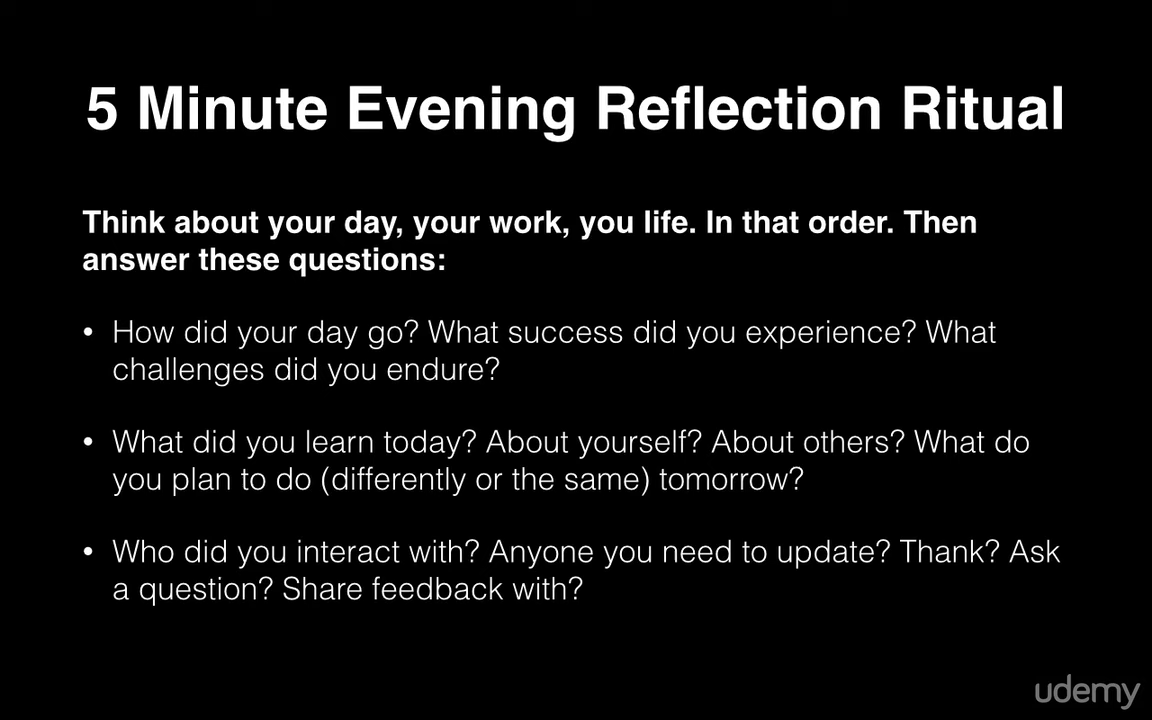 5 Minute Evening Reflection Ritual
Think about your day, your work, you life. In that order. Then
answer these questions:
• How did your day go? What success did you experience? What
challenges did you endure?
• What did you learn today? About yourself? About others? What do
you plan to do (differently or the same) tomorrow?
• Who did you interact with? Anyone you need to update? Thank? Ask
a question? Share feedback with?
udemy